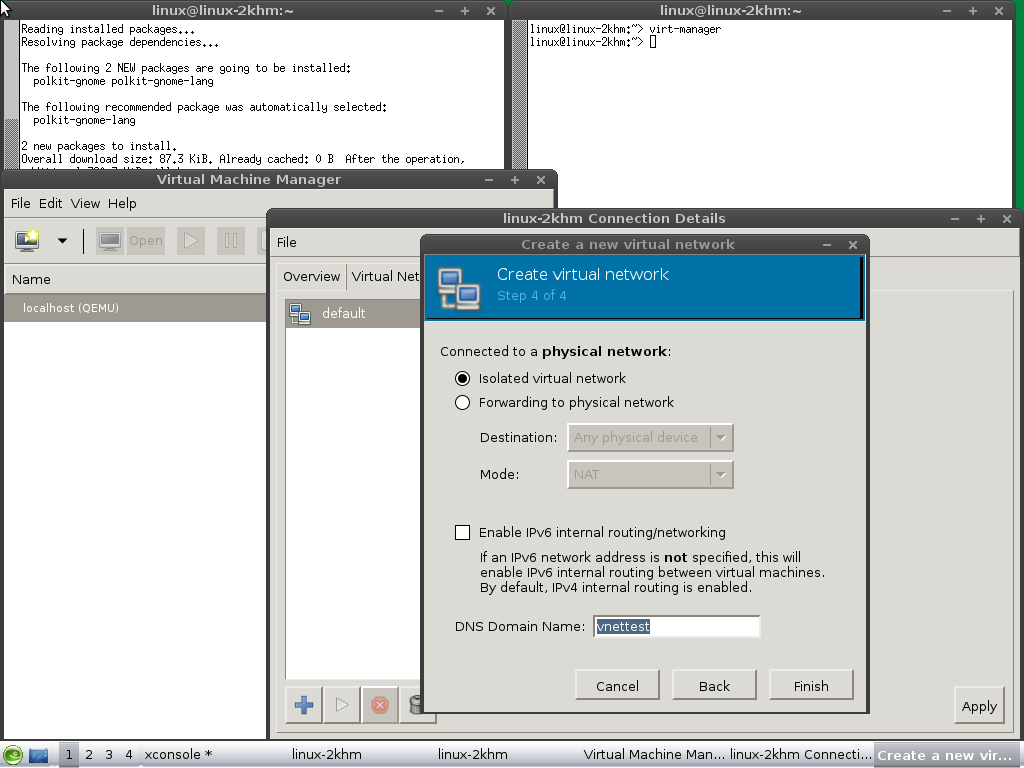 linux@linux-2khm:~
Reading installed packages...
Resolving package dependencies...
The following 2 NEW packages are going to be installed:
polkit-gnome polkit-gnome-lang
The following recommended package was automatically selected:
polkit-gnome-lang
2 new packages to install.
Overall download size: 87.3 KiB. Already cached: 0 B  After the operation,
linux@linux-2khm:~
linux@linux-2khm:~> virt-manager
linux@linux-2khm:~>
Virtual Machine Manager
File Edit View Help
Open
Name
localhost (QEMU)
linux-2khm Connection Details
File
Overview Virtual Net
default
Apply
Create a new virtual network
Create virtual network
Step 4 of 4
Connected to a physical network:
Isolated virtual network
Forwarding to physical network
Destination: Any physical device
Mode: NAT
Enable IPv6 internal routing/networking
If an IPv6 network address is not specified, this will
enable IPv6 internal routing between virtual machines.
By default, IPv4 internal routing is enabled.
DNS Domain Name: vnettest
Cancel Back Finish
1 2 3 4 xconsole * linux-2khm linux-2khm Virtual Machine Man... linux-2khm Connecti... Create a new vir...